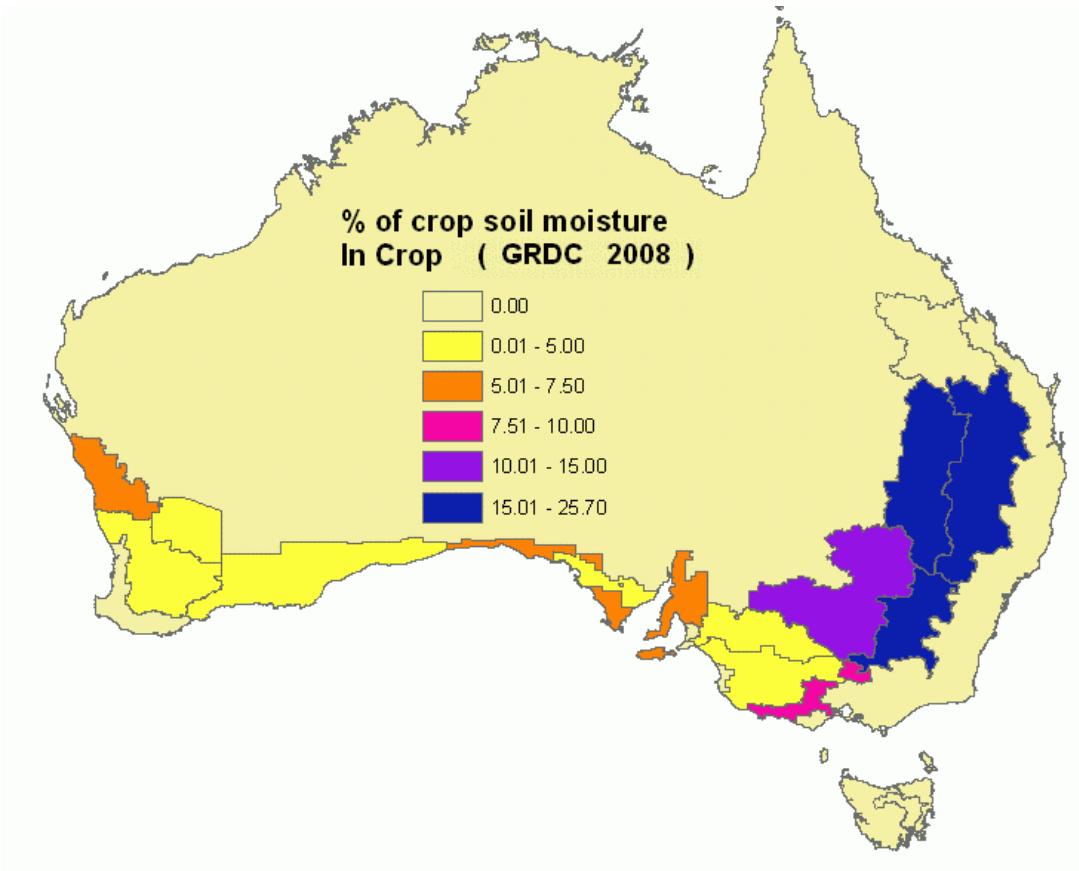 % of crop soil moisture
In Crop ( GRDC 2008 )
0.00
0.01 - 5.00
5.01 - 7.50
7.51 - 10.00
10.01 - 15.00
15.01 - 25.70